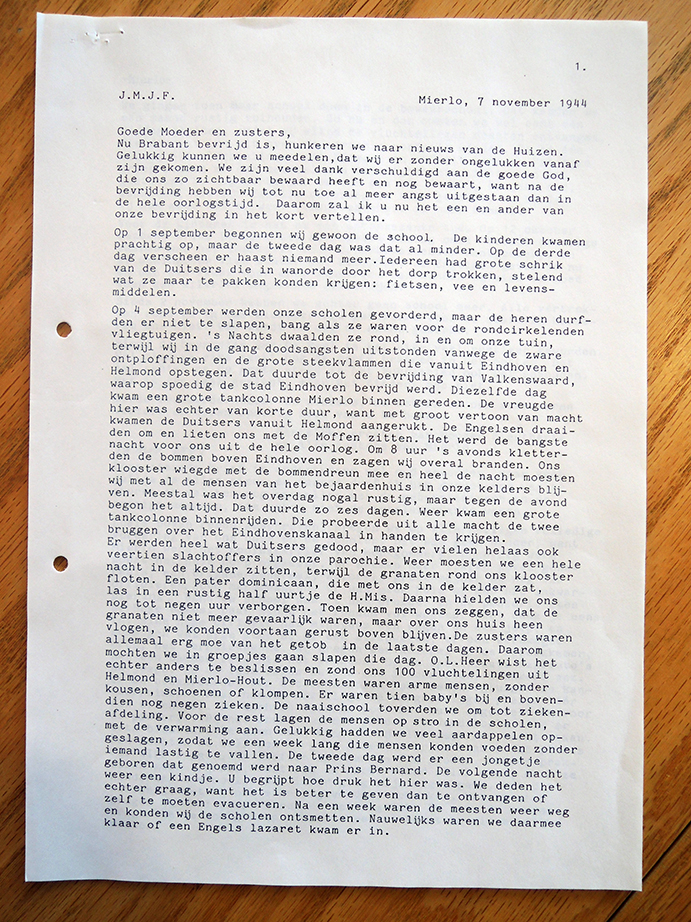 1.
J.M.J.F.
Mierlo, 7 november 1944
Goede Moeder en zusters,
Nu Brabant bevrijd is, hunkeren we naar nieuws van de Huizen.
Gelukkig kunnen we u meedelen,dat wij er zonder ongelukken vanaf
zijn gekomen. We zijn veel dank verschuldigd aan de goede God,
die ons zo zichtbaar bewaard heeft en nog bewaart, want na de
bevrijding hebben wij tot nu toe al meer angst uitgestaan dan in
de hele oorlogstijd.  Daarom zal ik u nu het een en ander van
onze bevrijding in het kort vertellen.
Op 1 september begonnen wij gewoon de school.  De kinderen kwamen
prachtig op, maar de tweede dag was dat al minder. Op de derde
dag verscheen er haast niemand meer.Iedereen had grote schrik
van de Duitsers die in wanorde door het dorp trokken, stelend
wat ze maar te pakken konden krijgen: fietsen, vee en levens-
middelen.
Op 4 september werden onze scholen gevorderd, maar de heren durf-
den er niet te slapen, bang als ze waren voor de rondcirkelenden
vliegtuigen. 's Nachts dwaalden ze rond, in en om onze tuin,
terwijl wij in de gang doodsangsten uitstonden vanwege de zware
ontploffingen en de grote steekvlammen die vanuit Eindhoven en
Helmond opstegen. Dat duurde tot de bevrijding van Valkenswaard,
waarop spoedig de stad Eindhoven bevrijd werd. Diezelfde dag
kwam een grote tankcolonne Mierlo binnen gereden. De vreugde
hier was echter van korte duur, want met groot vertoon van macht
kwamen de Duitsers vanuit Helmond aangerukt. De Engelsen draai-
den om en lieten ons met de Moffen zitten. Het werd de bangste
nacht voor ons uit de hele oorlog. Om 8 uur 's avonds kletter-
den de bommen boven Eindhoven en zagen wij overal branden. Ons
klooster wiegde met de bommendreun mee en heel de nacht moesten
wij met al de mensen van het bejaardenhuis in onze kelders blij-
ven. Meestal was het overdag nogal rustig, maar tegen de avond
begon het altijd. Dat duurde zo zes dagen. Weer kwam een grote
tankcolonne binnenrijden. Die probeerde uit alle macht de twee
bruggen over het Eindhovenskanaal in handen te krijgen.
Er werden heel wat Duitsers gedood, maar er vielen helaas ook
veertien slachtoffers in onze parochie. Weer moesten we een hele
nacht in de kelder zitten, terwijl de granaten rond ons klooster
floten. Een pater dominicaan, die met ons in de kelder zat,
las in een rustig half uurtje de H.Mis. Daarna hielden we ons
nog tot negen uur verborgen. Toen kwam men ons zeggen, dat de
granaten niet meer gevaarlijk waren, maar over ons huis heen
vlogen, we konden voortaan gerust boven blijven.De zusters waren
allemaal erg moe van het getob  in de laatste dagen. Daarom
mochten we in groepjes gaan slapen die dag. O.L.Heer wist het
echter anders te beslissen en zond ons 100 vluchtelingen uit
Helmond en Mierlo-Hout. De meesten waren arme mensen, zonder
kousen, schoenen of klompen. Er waren tien baby's bij en boven-
dien nog negen zieken. De naaischool toverden we om tot zieken-
afdeling. Voor de rest lagen de mensen op stro in de scholen,
met de verwarming aan. Gelukkig hadden we veel aardappelen op-
geslagen, zodat we een week lang die mensen konden voeden zonder
iemand lastig te vallen. De tweede dag werd er een jongetje
geboren dat genoemd werd naar Prins Bernard. De volgende nacht
weer een kindje. U begrijpt hoe druk het hier was. We deden het
echter graag, want het is beter te geven dan te ontvangen of
zelf te moeten evacueren. Na een week waren de meesten weer weg
en konden wij de scholen ontsmetten. Nauwelijks waren we daarmee
klaar of een Engels lazaret kwam er in.